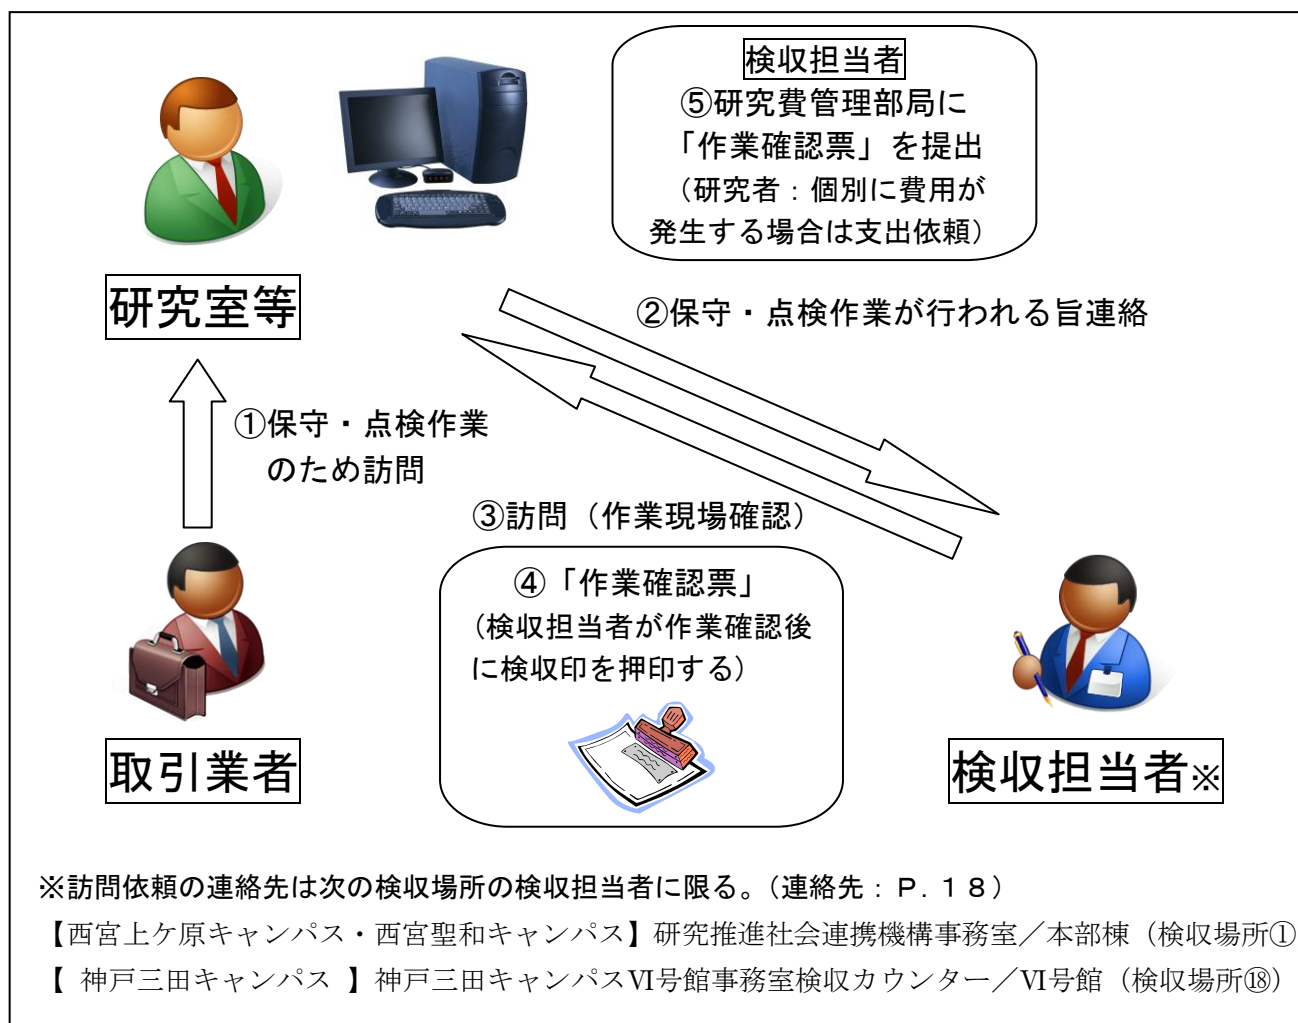 検収担当者
⑤研究費管理部局に
「作業確認票」を提出
（研究者：個別に費用が
発生する場合は支出依頼）
研究室等
②保守・点検作業が行われる旨連絡
①保守・点検作業
のため訪問
③訪問（作業現場確認）
④「作業確認票」
（検収担当者が作業確認後
に検収印を押印する）
取引業者
検収担当者※
※訪問依頼の連絡先は次の検収場所の検収担当者に限る。（連絡先：Ｐ．１８）
【西宮上ケ原キャンパス・西宮聖和キャンパス】研究推進社会連携機構事務室／本部棟（検収場所①
【 神戸三田キャンパス 】神戸三田キャンパスⅥ号館事務室検収カウンター／Ⅵ号館（検収場所⑱）